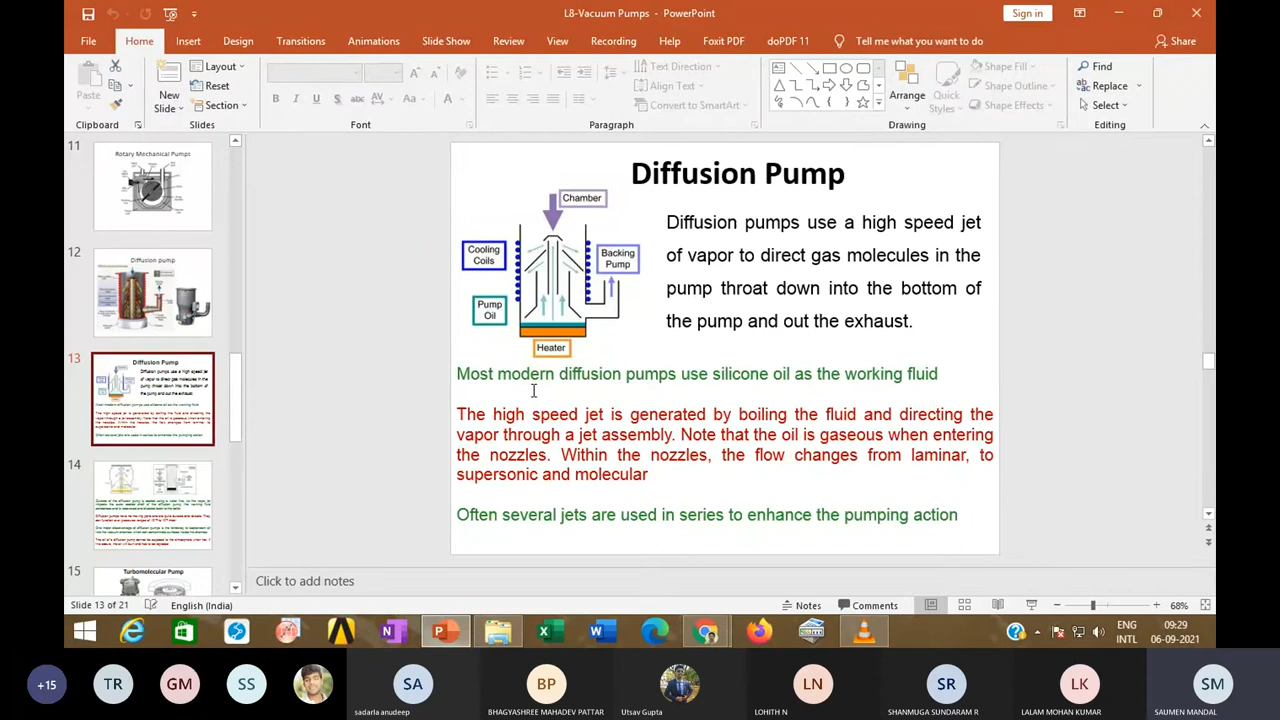 L8-Vacuum Pumps - PowerPoint
Sign in
File Home Insert Design Transitions Animations Slide Show Review View Recording Help Foxit PDF doPDF 11 Tell me what you want to do Share
Paste
New Slide
Layout
Reset
Section
Text Direction
Align Text
Convert to SmartArt
Arrange
Quick Styles
Shape Fill
Shape Outline
Shape Effects
Find
Replace
Select
Clipboard Slides Font Paragraph Drawing Editing
11
Rotary Mechanical Pumps
12
Diffusion pump
13
Diffusion Pump
14
15
Turbomolecular Pump
Diffusion Pump
Chamber
Cooling
Coils
Backing
Pump
Pump
Oil
Heater
Diffusion pumps use a high speed jet
of vapor to direct gas molecules in the
pump throat down into the bottom of
the pump and out the exhaust.
Most modern diffusion pumps use silicone oil as the working fluid
The high speed jet is generated by boiling the fluid and directing the
vapor through a jet assembly. Note that the oil is gaseous when entering
the nozzles. Within the nozzles, the flow changes from laminar, to
supersonic and molecular
Often several jets are used in series to enhance the pumping action
Click to add notes
Slide 13 of 21 English (India) Notes Comments 68%
ENG
INTL
09:29
06-09-2021
+15 TR GM SS SA BP LN SR LK SM
sadarla anudeep BHAGYASHREE MAHADEV PATTAR Utsav Gupta LOHITH N SHANMUGA SUNDARAM R LALAM MOHAN KUMAR SAUMEN MANDAL